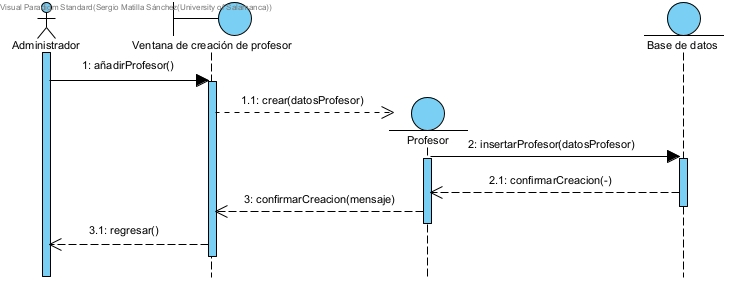 Visual Paradigm Standard(Sergio Matilla Sánchez(University of Salamanca))
Administrador
Ventana de creación de profesor
Base de datos
1: añadirProfesor()
1.1: crear(datosProfesor)
Profesor
2: insertarProfesor(datosProfesor)
2.1: confirmarCreacion(-)
3: confirmarCreacion(mensaje)
3.1: regresar()